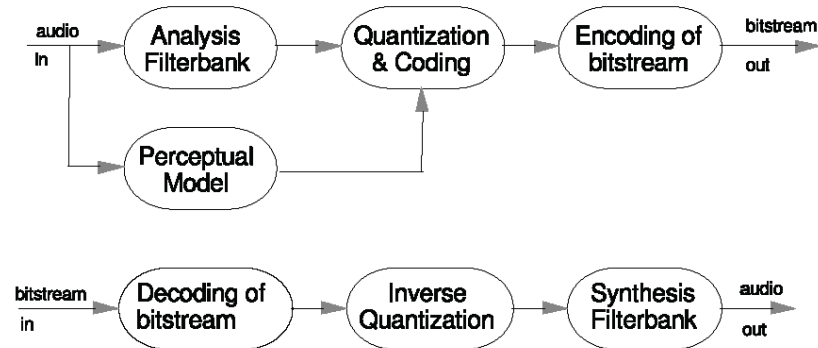 audio
in
Analysis
Filterbank
Quantization
& Coding
Encoding of
bitstream
bitstream
out
Perceptual
Model
bitstream
in
Decoding of
bitstream
Inverse
Quantization
Synthesis
Filterbank
audio
out